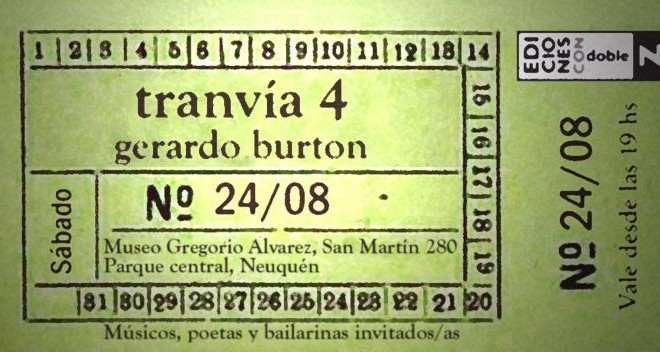 1 2 3 4 5 6 7 8 9 10 11 12 13 14
tranvía 4
gerardo burton
Sábado
Nº 24/08
Museo Gregorio Alvarez, San Martín 280
Parque central, Neuquén
15 16 17 18 19
31 30 29 28 27 26 25 24 23 22 21 20
Músicos, poetas y bailarinas invitados/as
EDI
CIO
NES
CON
doble
Z
Nº 24/08
Vale desde las 19 hs